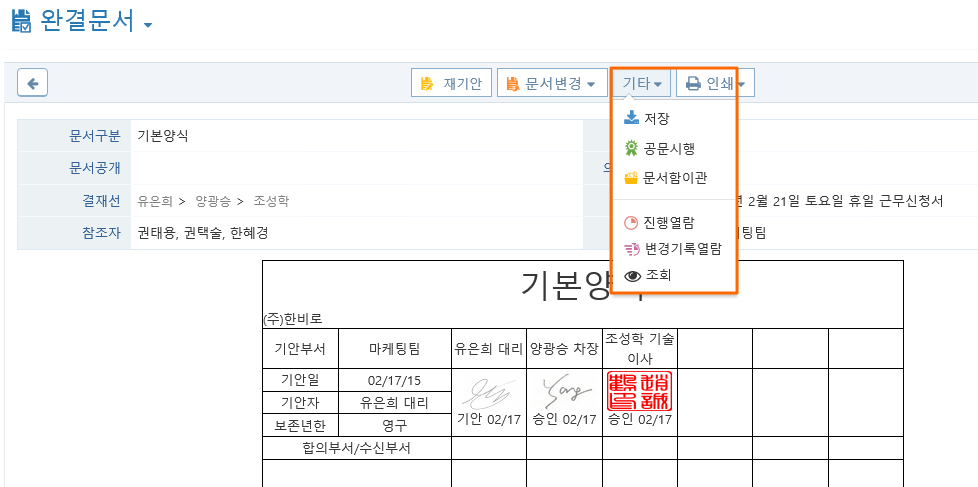 완결문서
재기안 문서변경 기타 인쇄
저장
공문시행
문서함이관
진행열람
변경기록열람
조회
문서구분 기본양식
문서공개
결재선 유은희 > 양광승 > 조성학
2월 21일 토요일 휴일 근무신청서
참조자 권태용, 권택술, 한혜경
기본양
(주)한비로
기안부서 마케팅팀 유은희 대리 양광승 차장 조성학 기술
이사
기안일 02/17/15
기안자 유은희 대리
보존년한 영구
기안 02/17 승인 02/17 승인 02/17
합의부서/수신부서